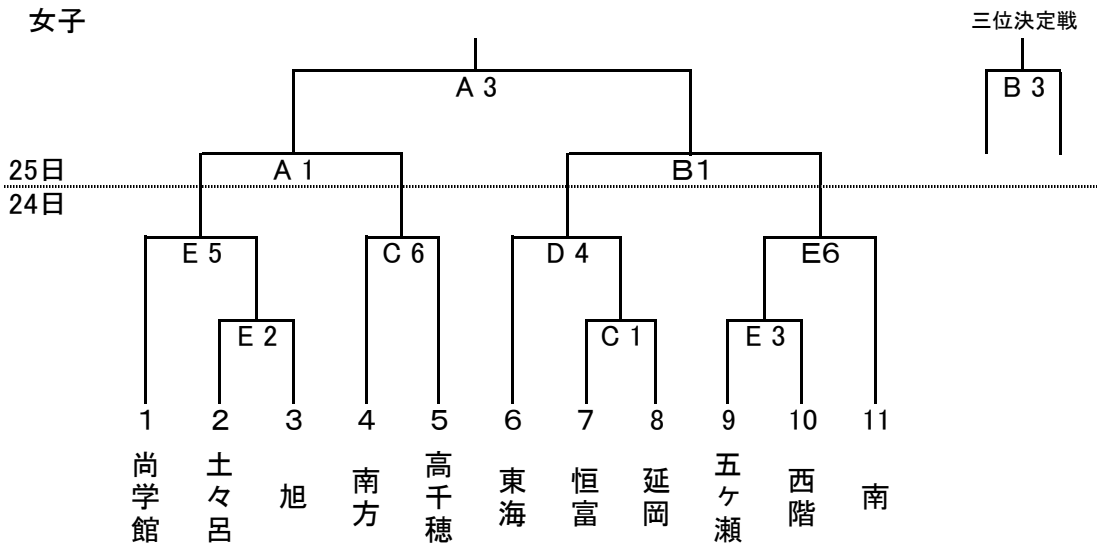 女子
三位決定戦
A 3
B 3
25日
A 1
B1
24日
E 5
C 6
D 4
E6
E 2
C 1
E 3
1 2 3 4 5 6 7 8 9 10 11
尚学館
土々呂
旭
南方
高千穂
東海
恒富
延岡
五ヶ瀬
西階
南